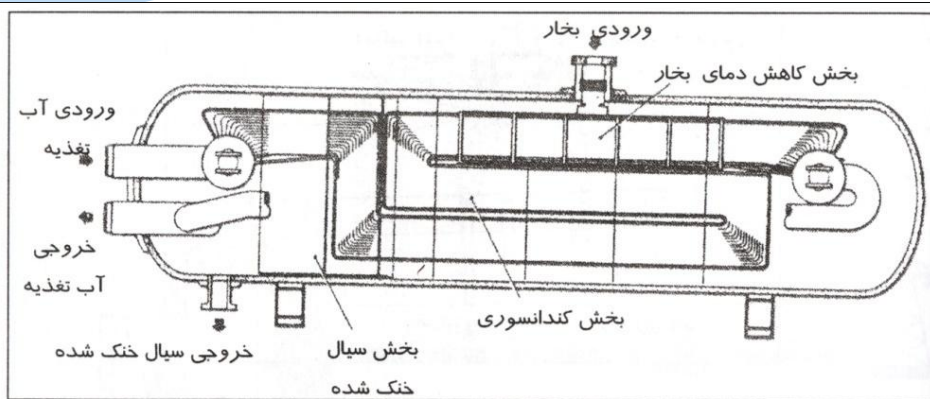 ورودی بخار
بخش کاهش دمای بخار
ورودی آب
تغذیه
خروجی
آب تغذیه
بخش کندانسوری
خروجی سیال خنک شده
بخش سیال
خنک شده